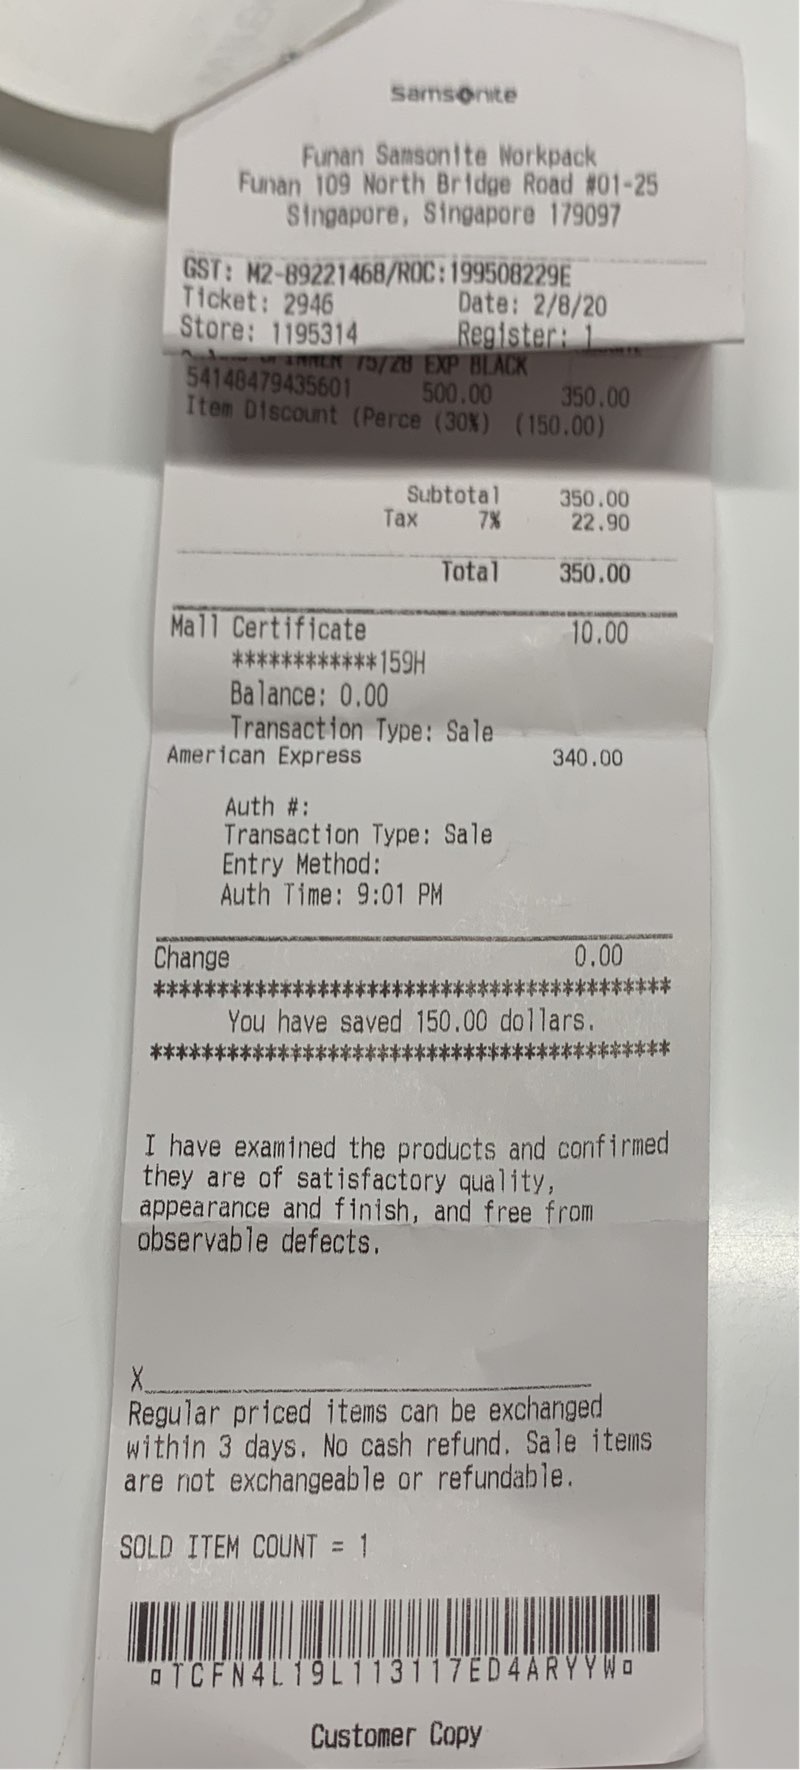 Samsonite
Funan Samsonite Workpack
Funan 109 North Bridge Road #01-25
Singapore, Singapore 179097
GST: M2-89221468/ROC:199508229E
Ticket: 2946 Date: 2/8/20
Store: 1195314 Register: 1
75/28 EXP BLACK
54148479435601 500.00 350.00
Item Discount (Perce (30%) (150.00)
Subtotal 350.00
Tax 7% 22.90
Total 350.00
Mall Certificate 10.00
************159H
Balance: 0.00
Transaction Type: Sale
American Express 340.00
Auth #:
Transaction Type: Sale
Entry Method:
Auth Time: 9:01 PM
Change 0.00
****************************************
You have saved 150.00 dollars.
****************************************
I have examined the products and confirmed
they are of satisfactory quality,
appearance and finish, and free from
observable defects.
X
Regular priced items can be exchanged
within 3 days. No cash refund. Sale items
are not exchangeable or refundable.
SOLD ITEM COUNT = 1
¤TCFN4L19L113117ED4ARYYW¤
Customer Copy